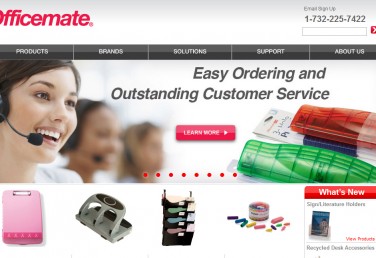 Officemate®
Email Sign Up
1-732-225-7422
PRODUCTS
BRANDS
SOLUTIONS
SUPPORT
ABOUT US
Easy Ordering and
Outstanding Customer Service
LEARN MORE
What's New
Sign/Literature Holders
View Products
Recycled Desk Accessories